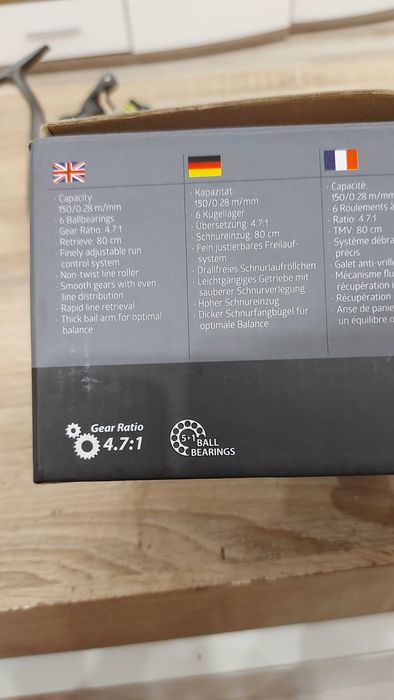 · Capacity:
150/0.28 m/mm
· 6 Ballbearings
· Gear Ratio: 4.7:1
· Retrieve: 80 cm
· Finely adjustable run
control system
· Non-twist line roller
· Smooth gears with even
line distribution
· Rapid line retrieval
· Thick bail arm for optimal
balance
· Kapazität:
150/0.28 m/mm
· 6 Kugellager
· Übersetzung: 4.7:1
· Schnureinzug: 80 cm
· Fein justierbares Freilauf-
system
· Drallfreies Schnurlaufröllchen
· Leichtgängiges Getriebe mit
sauberer Schnurverlegung
· Hoher Schnureinzug
· Dicker Schnurfangbügel für
optimale Balance
· Capacité:
150/0.28 m/mm
· 6 Roulements à
· Ratio: 4.7:1
· TMV: 80 cm
· Système débra
précis
· Galet anti-vrille
· Mécanisme flu
récupération
· Récupération
· Anse de panie
un équilibre
Gear Ratio
4.7:1
5+1 BALL
BEARINGS